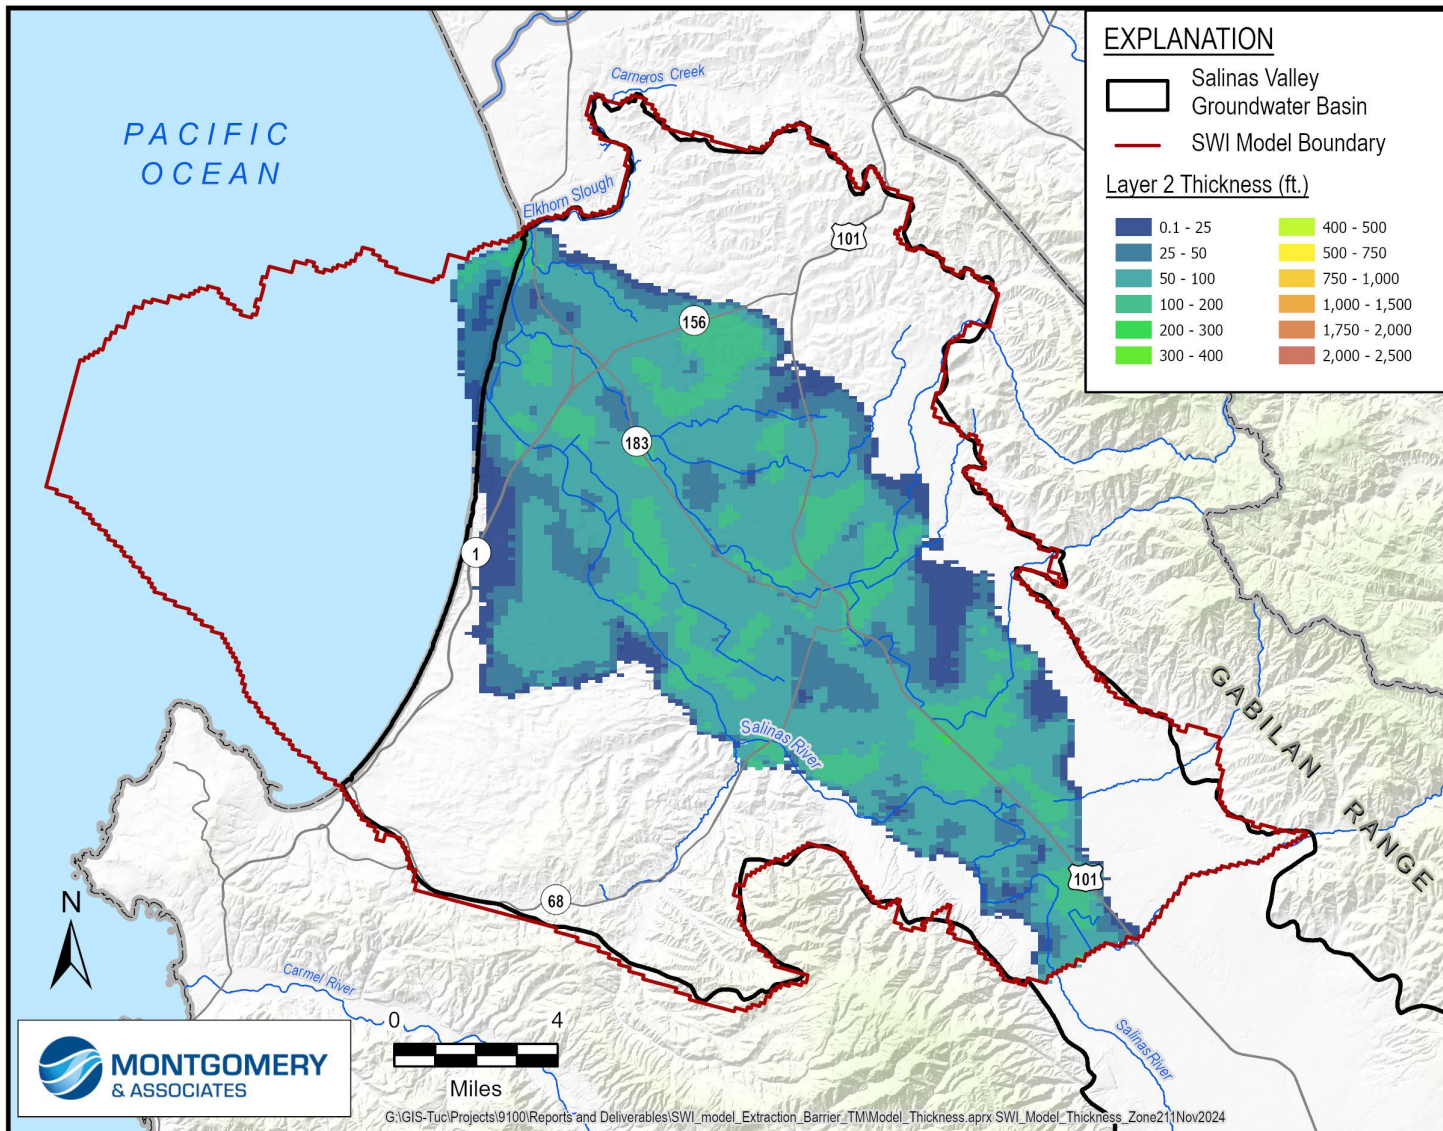 Carneros Creek
PACIFIC
OCEAN
Elkhorn Slough
101
156
183
1
Salinas River
GABILAN RANGE
101
68
Carmel River
Salinas River
EXPLANATION
Salinas Valley
Groundwater Basin
SWI Model Boundary
Layer 2 Thickness (ft.)
0.1 - 25
25 - 50
50 - 100
100 - 200
200 - 300
300 - 400
400 - 500
500 - 750
750 - 1,000
1,000 - 1,500
1,750 - 2,000
2,000 - 2,500
N
0 4
Miles
MONTGOMERY
& ASSOCIATES
G:\GIS-Tuc\Projects\9100\Reports and Deliverables\SWI_model_Extraction_Barrier_TM\Model_Thickness.aprx SWI_Model_Thickness_Zone211Nov2024